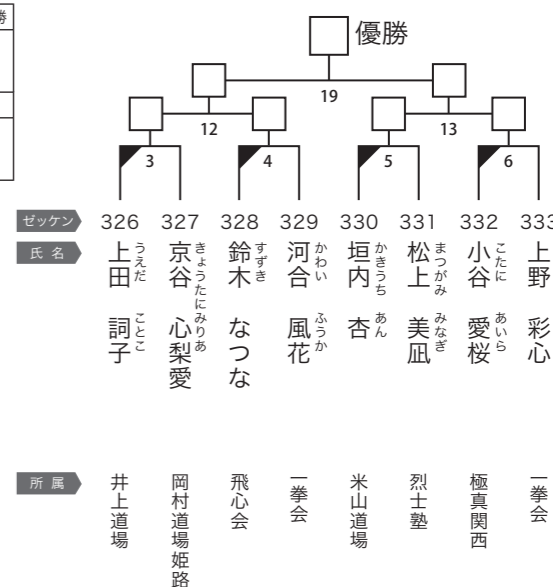 勝
優勝
19
12
13
3
4
5
6
ゼッケン
326
327
328
329
330
331
332
333
氏名
上田 詞子
うえだ ことこ
京谷 心梨愛
きょうたに みりあ
鈴木 なつな
すずき
河合 風花
かわい ふうか
垣内 杏
かきうち あん
松上 美凪
まつがみ みなぎ
小谷 愛桜
こたに あいら
上野 彩心
所属
井上道場
岡村道場姫路
飛心会
一拳会
米山道場
烈士塾
極真関西
一拳会